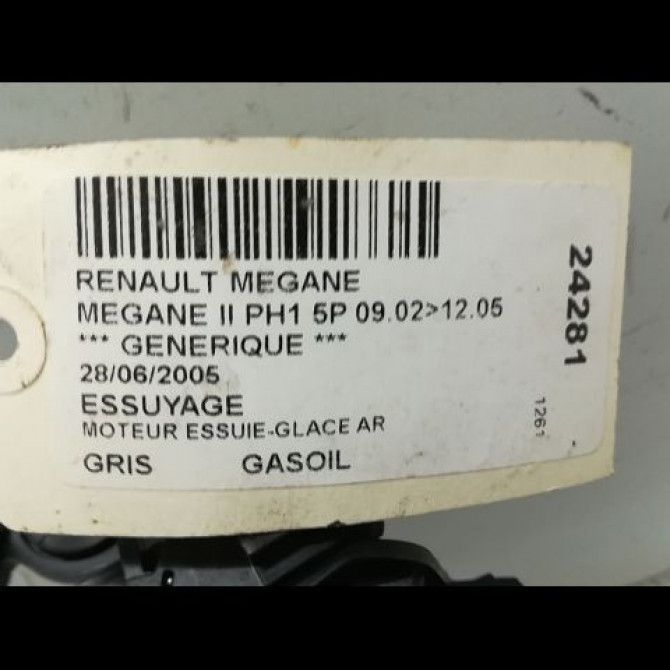 RENAULT MEGANE
MEGANE II PH1 5P 09.02>12.05
*** GENERIQUE ***
28/06/2005
ESSUYAGE
MOTEUR ESSUIE-GLACE AR
GRIS GASOIL
24281
1261